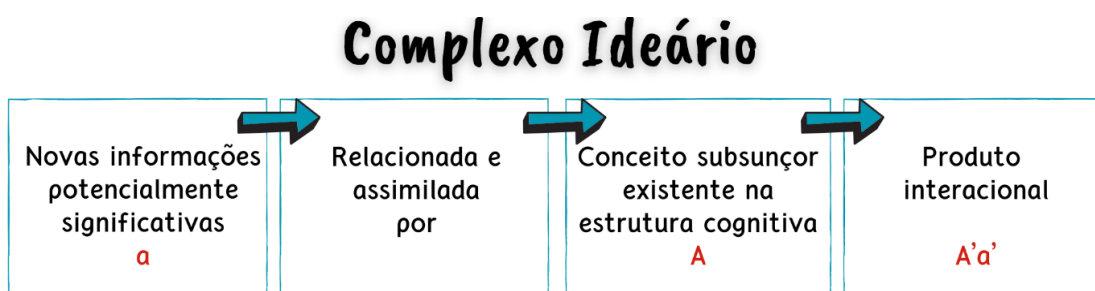 Complexo Ideário
Novas informações
potencialmente
significativas
a
Relacionada e
assimilada
por
Conceito subsunçor
existente na
estrutura cognitiva
A
Produto
interacional
A'a'